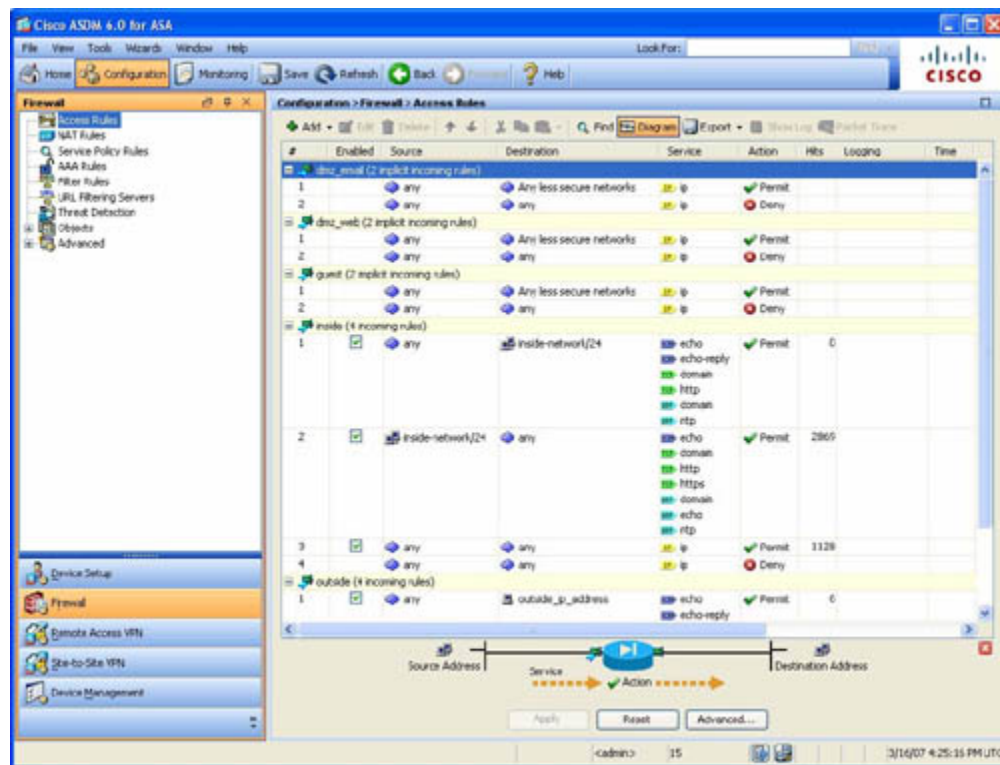 Cisco ASDM 6.0 for ASA
File View Tools Wizards Window Help
Look For:
Home Configuration Monitoring Save Refresh Back Help
CISCO
Firewall
Access Rules
NAT Rules
Service Policy Rules
AAA Rules
Filter Rules
URL Filtering Servers
Threat Detection
Objects
Advanced
Device Setup
Firewall
Remote Access VPN
Site-to-Site VPN
Device Management
Configuration > Firewall > Access Rules
Add Edit Delete Find Diagram Export Show Log Packet Trace
# Enabled Source Destination Service Action Hits Logging Time
dmz_email (2 implicit incoming rules)
1 any Any less secure networks ip Permit
2 any any ip Deny
dmz_web (2 implicit incoming rules)
1 any Any less secure networks ip Permit
2 any any ip Deny
guest (2 implicit incoming rules)
1 any Any less secure networks ip Permit
2 any any ip Deny
inside (4 incoming rules)
1 any inside-network/24 echo Permit 0
echo-reply
domain
http
domain
ntp
2 inside-network/24 any echo Permit 2869
domain
http
https
domain
echo
ntp
3 any any ip Permit 1128
4 any any ip Deny
outside (4 incoming rules)
1 any outside_ip_address echo Permit
echo-reply
Source Address
Service
Action
Destination Address
Apply Reset Advanced...
<admin> 15 3/16/07 4:25:16 PM UTC